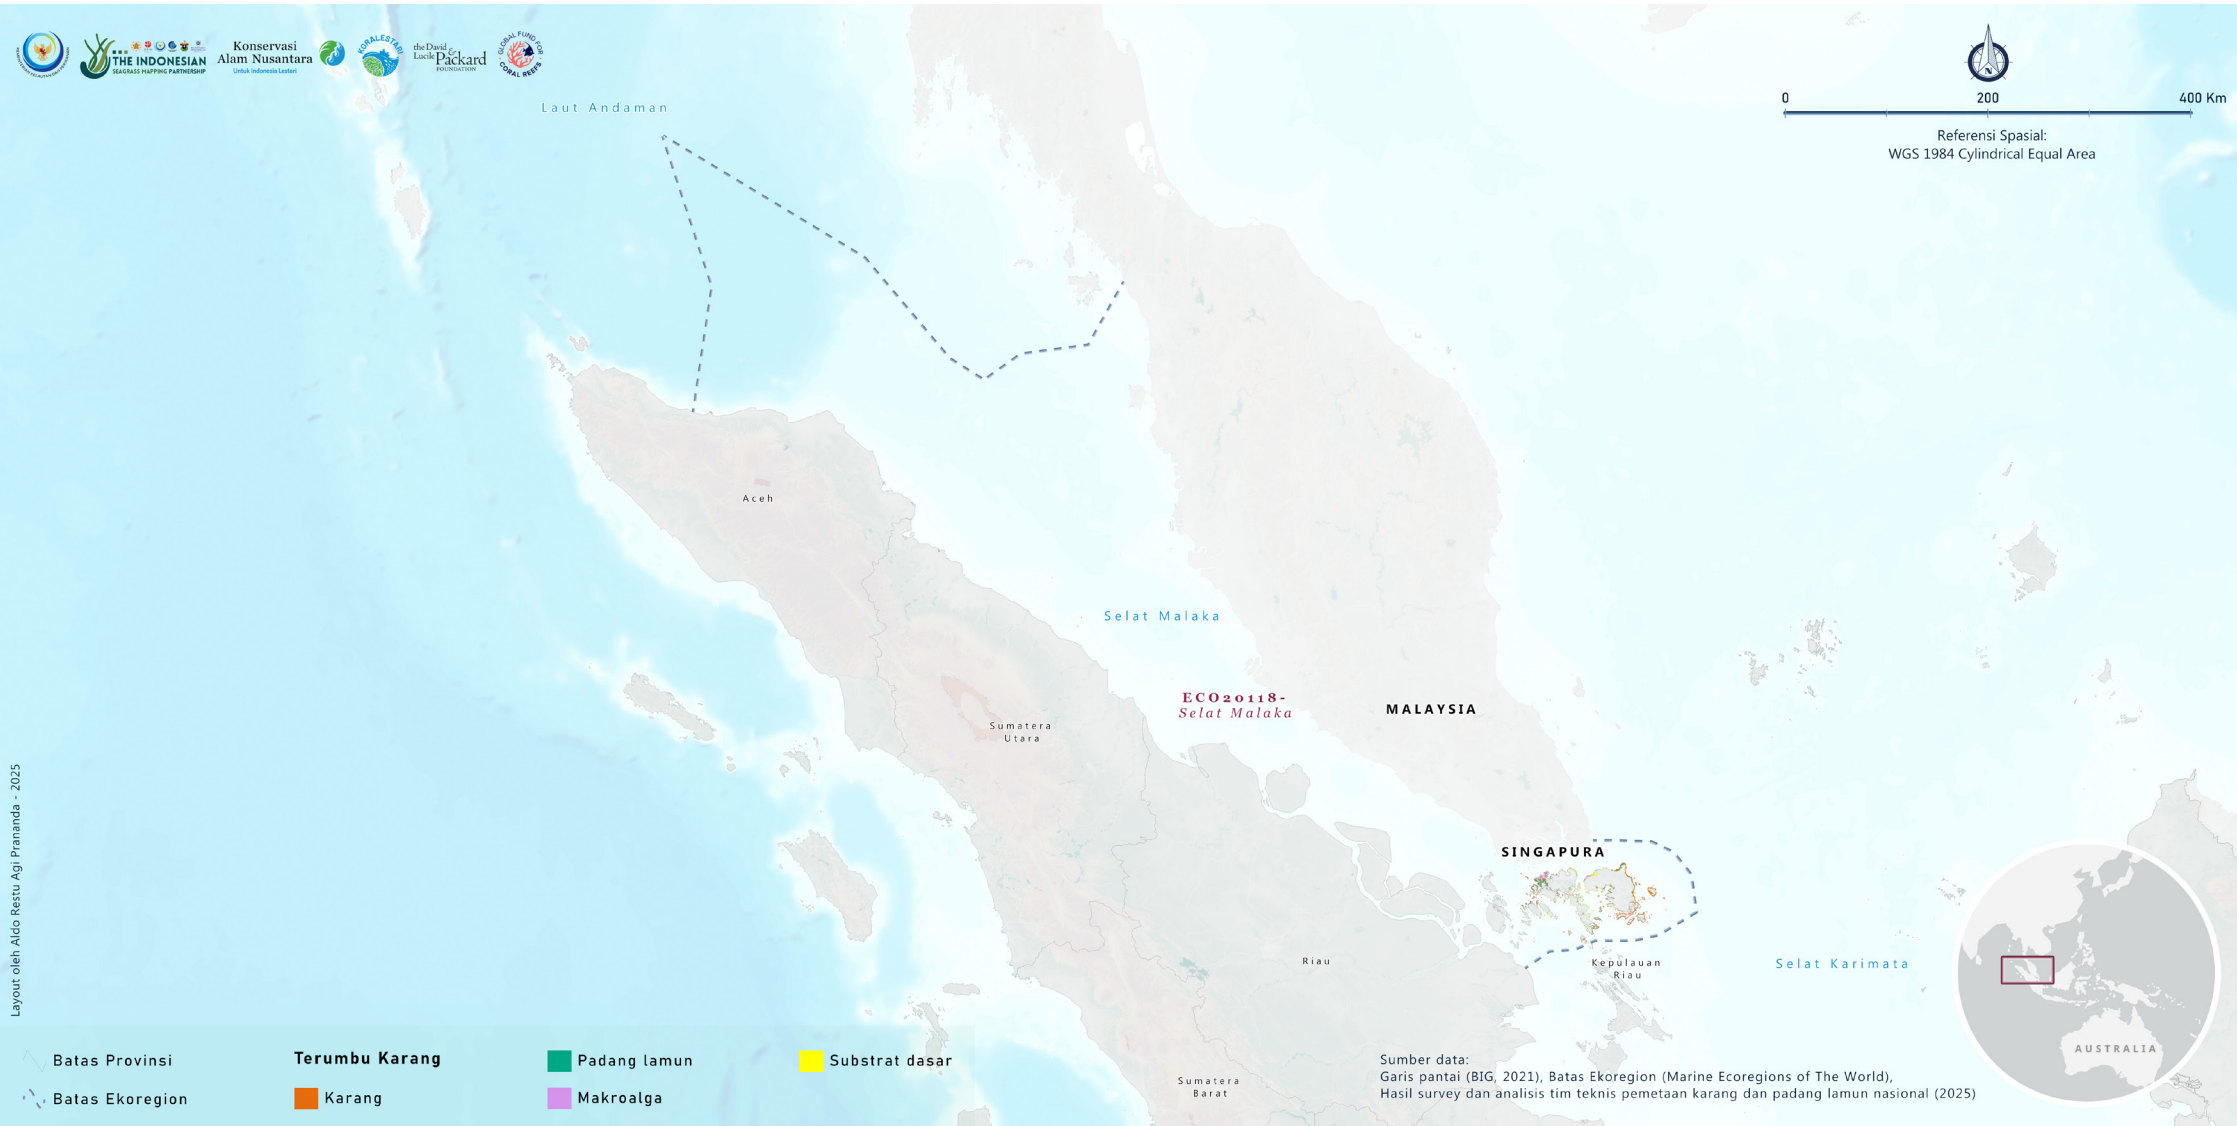 THE INDONESIAN
SEAGRASS MAPPING PARTNERSHIP
Konservasi
Alam Nusantara
Untuk Indonesia Lestari
KORALESTARI
the David &
Lucile Packard
FOUNDATION
GLOBAL FUND FOR
CORAL REEFS
N
0 200 400 Km
Referensi Spasial:
WGS 1984 Cylindrical Equal Area
Laut Andaman
Aceh
Selat Malaka
ECO20118-
Selat Malaka
MALAYSIA
Sumatera
Utara
SINGAPURA
Riau
Kepulauan
Riau
Selat Karimata
Sumatera
Barat
AUSTRALIA
Layout oleh Aldo Restu Agi Prananda - 2025
Batas Provinsi
Batas Ekoregion
Terumbu Karang
Karang
Padang lamun
Makroalga
Substrat dasar
Sumber data:
Garis pantai (BIG, 2021), Batas Ekoregion (Marine Ecoregions of The World),
Hasil survey dan analisis tim teknis pemetaan karang dan padang lamun nasional (2025)